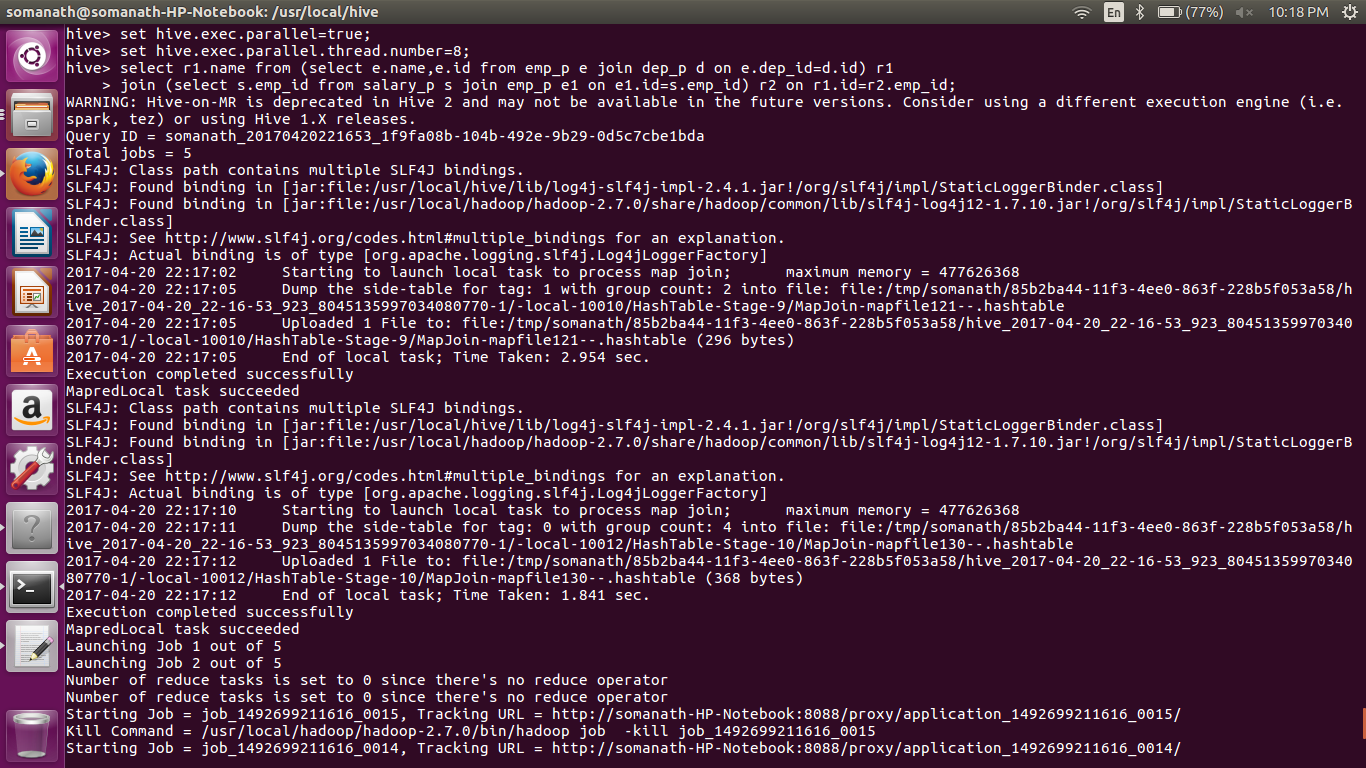 somanath@somanath-HP-Notebook: /usr/local/hive
En
(77%)
10:18 PM
hive> set hive.exec.parallel=true;
hive> set hive.exec.parallel.thread.number=8;
hive> select r1.name from (select e.name,e.id from emp_p e join dep_p d on e.dep_id=d.id) r1
    > join (select s.emp_id from salary_p s join emp_p e1 on e1.id=s.emp_id) r2 on r1.id=r2.emp_id;
WARNING: Hive-on-MR is deprecated in Hive 2 and may not be available in the future versions. Consider using a different execution engine (i.e.
spark, tez) or using Hive 1.X releases.
Query ID = somanath_20170420221653_1f9fa08b-104b-492e-9b29-0d5c7cbe1bda
Total jobs = 5
SLF4J: Class path contains multiple SLF4J bindings.
SLF4J: Found binding in [jar:file:/usr/local/hive/lib/log4j-slf4j-impl-2.4.1.jar!/org/slf4j/impl/StaticLoggerBinder.class]
SLF4J: Found binding in [jar:file:/usr/local/hadoop/hadoop-2.7.0/share/hadoop/common/lib/slf4j-log4j12-1.7.10.jar!/org/slf4j/impl/StaticLoggerB
inder.class]
SLF4J: See http://www.slf4j.org/codes.html#multiple_bindings for an explanation.
SLF4J: Actual binding is of type [org.apache.logging.slf4j.Log4jLoggerFactory]
2017-04-20 22:17:02     Starting to launch local task to process map join;      maximum memory = 477626368
2017-04-20 22:17:05     Dump the side-table for tag: 1 with group count: 2 into file: file:/tmp/somanath/85b2ba44-11f3-4ee0-863f-228b5f053a58/h
ive_2017-04-20_22-16-53_923_8045135997034080770-1/-local-10010/HashTable-Stage-9/MapJoin-mapfile121--.hashtable
2017-04-20 22:17:05     Uploaded 1 File to: file:/tmp/somanath/85b2ba44-11f3-4ee0-863f-228b5f053a58/hive_2017-04-20_22-16-53_923_80451359970340
80770-1/-local-10010/HashTable-Stage-9/MapJoin-mapfile121--.hashtable (296 bytes)
2017-04-20 22:17:05     End of local task; Time Taken: 2.954 sec.
Execution completed successfully
MapredLocal task succeeded
SLF4J: Class path contains multiple SLF4J bindings.
SLF4J: Found binding in [jar:file:/usr/local/hive/lib/log4j-slf4j-impl-2.4.1.jar!/org/slf4j/impl/StaticLoggerBinder.class]
SLF4J: Found binding in [jar:file:/usr/local/hadoop/hadoop-2.7.0/share/hadoop/common/lib/slf4j-log4j12-1.7.10.jar!/org/slf4j/impl/StaticLoggerB
inder.class]
SLF4J: See http://www.slf4j.org/codes.html#multiple_bindings for an explanation.
SLF4J: Actual binding is of type [org.apache.logging.slf4j.Log4jLoggerFactory]
2017-04-20 22:17:10     Starting to launch local task to process map join;      maximum memory = 477626368
2017-04-20 22:17:11     Dump the side-table for tag: 0 with group count: 4 into file: file:/tmp/somanath/85b2ba44-11f3-4ee0-863f-228b5f053a58/h
ive_2017-04-20_22-16-53_923_8045135997034080770-1/-local-10012/HashTable-Stage-10/MapJoin-mapfile130--.hashtable
2017-04-20 22:17:12     Uploaded 1 File to: file:/tmp/somanath/85b2ba44-11f3-4ee0-863f-228b5f053a58/hive_2017-04-20_22-16-53_923_80451359970340
80770-1/-local-10012/HashTable-Stage-10/MapJoin-mapfile130--.hashtable (368 bytes)
2017-04-20 22:17:12     End of local task; Time Taken: 1.841 sec.
Execution completed successfully
MapredLocal task succeeded
Launching Job 1 out of 5
Launching Job 2 out of 5
Number of reduce tasks is set to 0 since there's no reduce operator
Number of reduce tasks is set to 0 since there's no reduce operator
Starting Job = job_1492699211616_0015, Tracking URL = http://somanath-HP-Notebook:8088/proxy/application_1492699211616_0015/
Kill Command = /usr/local/hadoop/hadoop-2.7.0/bin/hadoop job  -kill job_1492699211616_0015
Starting Job = job_1492699211616_0014, Tracking URL = http://somanath-HP-Notebook:8088/proxy/application_1492699211616_0014/